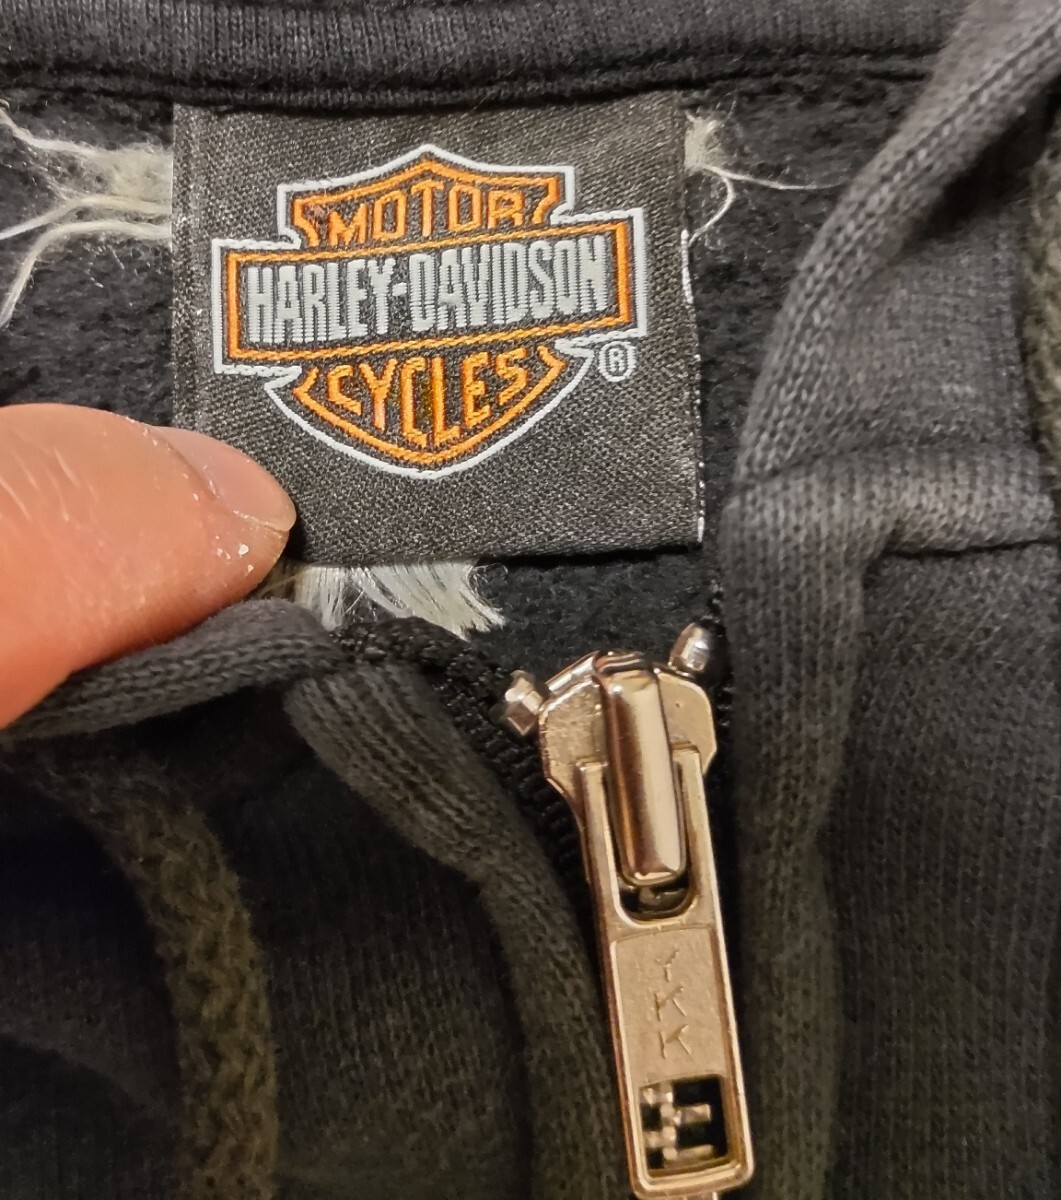 MOTOR
HARLEY-DAVIDSON
CYCLES
®
YKK